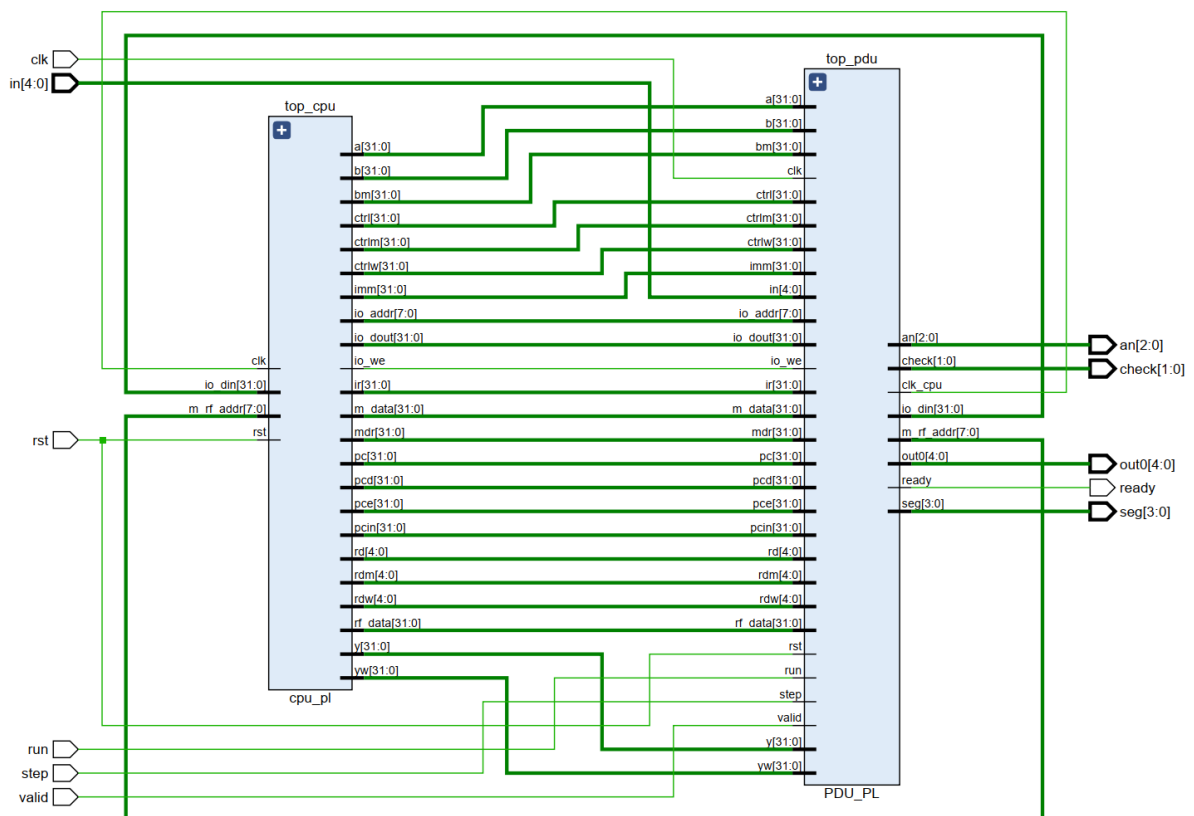 clk
in[4:0]
rst
run
step
valid
top_cpu
a[31:0]
b[31:0]
bm[31:0]
ctrl[31:0]
ctrlm[31:0]
ctrlw[31:0]
imm[31:0]
io_addr[7:0]
io_dout[31:0]
clk
io_we
io_din[31:0]
ir[31:0]
m_rf_addr[7:0]
m_data[31:0]
rst
mdr[31:0]
pc[31:0]
pcd[31:0]
pce[31:0]
pcin[31:0]
rd[4:0]
rdm[4:0]
rdw[4:0]
rf_data[31:0]
y[31:0]
yw[31:0]
cpu_pl
top_pdu
a[31:0]
b[31:0]
bm[31:0]
clk
ctrl[31:0]
ctrlm[31:0]
ctrlw[31:0]
imm[31:0]
in[4:0]
io_addr[7:0]
io_dout[31:0]
io_we
ir[31:0]
m_data[31:0]
mdr[31:0]
pc[31:0]
pcd[31:0]
pce[31:0]
pcin[31:0]
rd[4:0]
rdm[4:0]
rdw[4:0]
rf_data[31:0]
rst
run
step
valid
y[31:0]
yw[31:0]
an[2:0]
check[1:0]
clk_cpu
io_din[31:0]
m_rf_addr[7:0]
out0[4:0]
ready
seg[3:0]
PDU_PL
an[2:0]
check[1:0]
out0[4:0]
ready
seg[3:0]